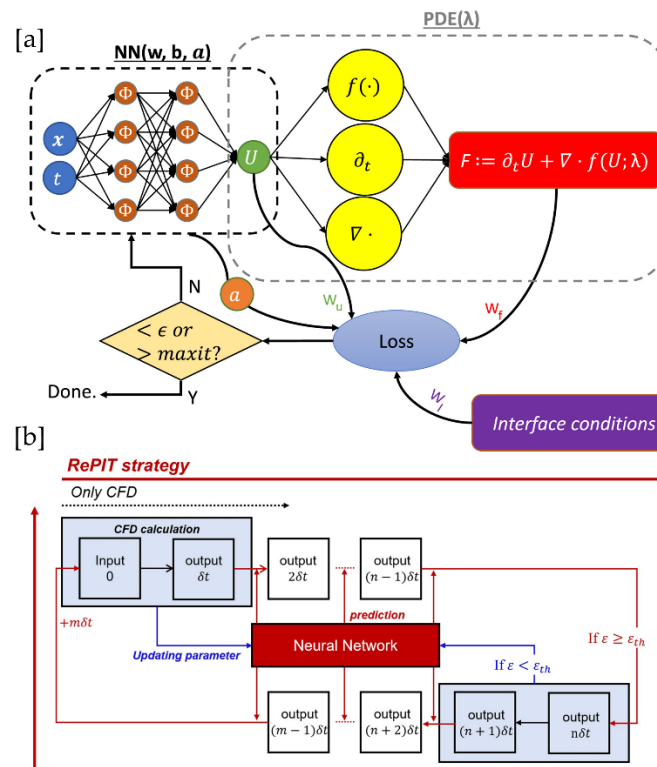 [a]
NN(w, b, a)
PDE(λ)
x
t
Φ
Φ
Φ
Φ
Φ
Φ
Φ
Φ
U
f(·)
∂t
∇ ·
F := ∂tU + ∇ · f(U; λ)
a
Wu
Wf
WI
N
< ϵ or
> maxit?
Y
Done.
Loss
Interface conditions
[b]
RePIT strategy
Only CFD
CFD calculation
Input
0
output
δt
output
2δt
output
(n − 1)δt
+mδt
prediction
Updating parameter
Neural Network
If ε < εth
If ε ≥ εth
output
(m − 1)δt
output
(n + 2)δt
output
(n + 1)δt
output
nδt